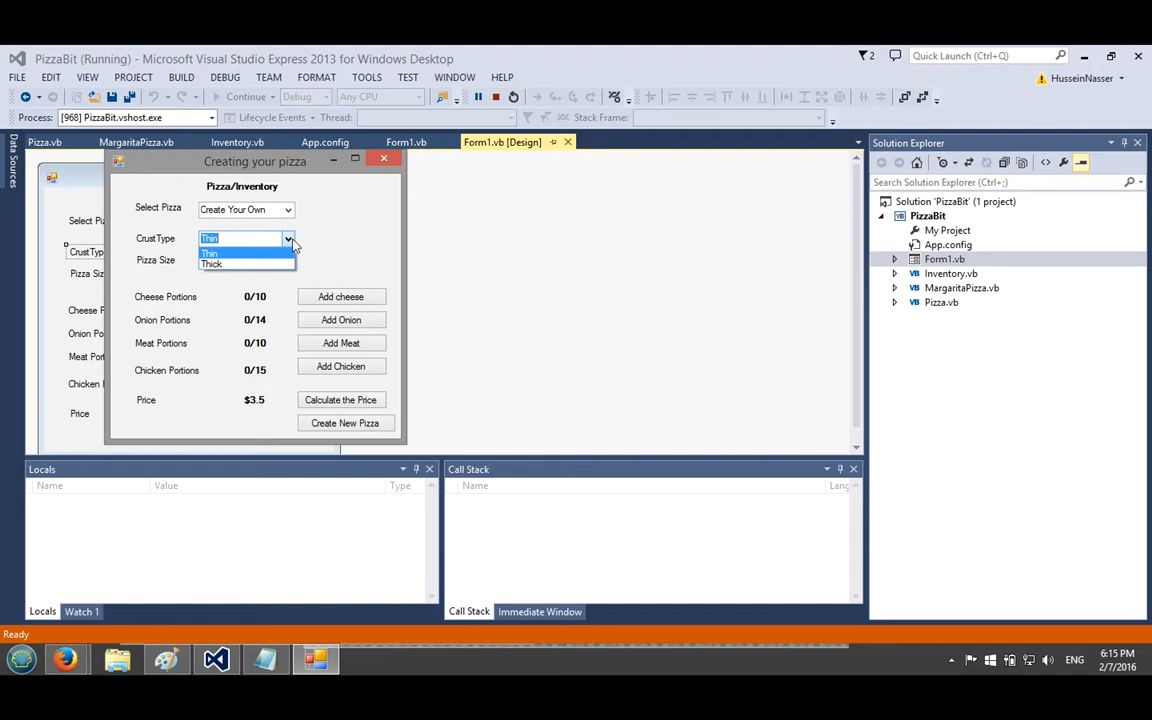 PizzaBit (Running) - Microsoft Visual Studio Express 2013 for Windows Desktop
2
Quick Launch (Ctrl+Q)
FILE EDIT VIEW PROJECT BUILD DEBUG TEAM FORMAT TOOLS TEST WINDOW HELP
HusseinNasser
Continue Debug Any CPU
Process: [968] PizzaBit.vshost.exe Lifecycle Events Thread: Stack Frame:
Data Sources
Pizza.vb MargaritaPizza.vb Inventory.vb App.config Form1.vb Form1.vb [Design]
Solution Explorer
Search Solution Explorer (Ctrl+;)
Solution 'PizzaBit' (1 project)
PizzaBit
My Project
App.config
Form1.vb
Inventory.vb
MargaritaPizza.vb
Pizza.vb
Creating your pizza
Pizza/Inventory
Select Pizza Create Your Own
CrustType Thin
Thin
Thick
Pizza Size
Cheese Portions 0/10 Add cheese
Onion Portions 0/14 Add Onion
Meat Portions 0/10 Add Meat
Chicken Portions 0/15 Add Chicken
Price $3.5 Calculate the Price
Create New Pizza
Select P
CrustTyp
Pizza Si
Cheese P
Onion Po
Meat Por
Chicken
Price
Locals
Name Value Type
Call Stack
Name Lang
Locals Watch 1
Call Stack Immediate Window
Ready
ENG
6:15 PM
2/7/2016